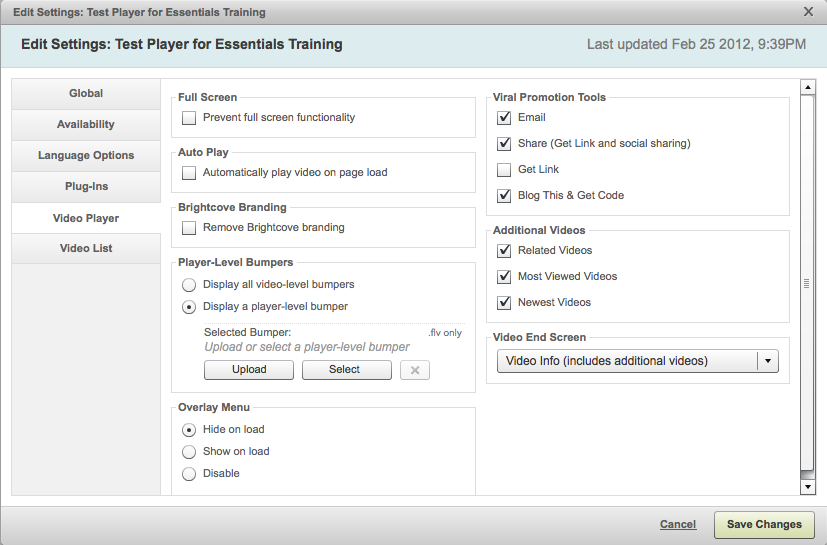 Edit Settings: Test Player for Essentials Training
Edit Settings: Test Player for Essentials Training
Last updated Feb 25 2012, 9:39PM
Global
Availability
Language Options
Plug-Ins
Video Player
Video List
Full Screen
Prevent full screen functionality
Auto Play
Automatically play video on page load
Brightcove Branding
Remove Brightcove branding
Player-Level Bumpers
Display all video-level bumpers
Display a player-level bumper
Selected Bumper: .flv only
Upload or select a player-level bumper
Upload Select
Overlay Menu
Hide on load
Show on load
Disable
Viral Promotion Tools
Email
Share (Get Link and social sharing)
Get Link
Blog This & Get Code
Additional Videos
Related Videos
Most Viewed Videos
Newest Videos
Video End Screen
Video Info (includes additional videos)
Cancel Save Changes